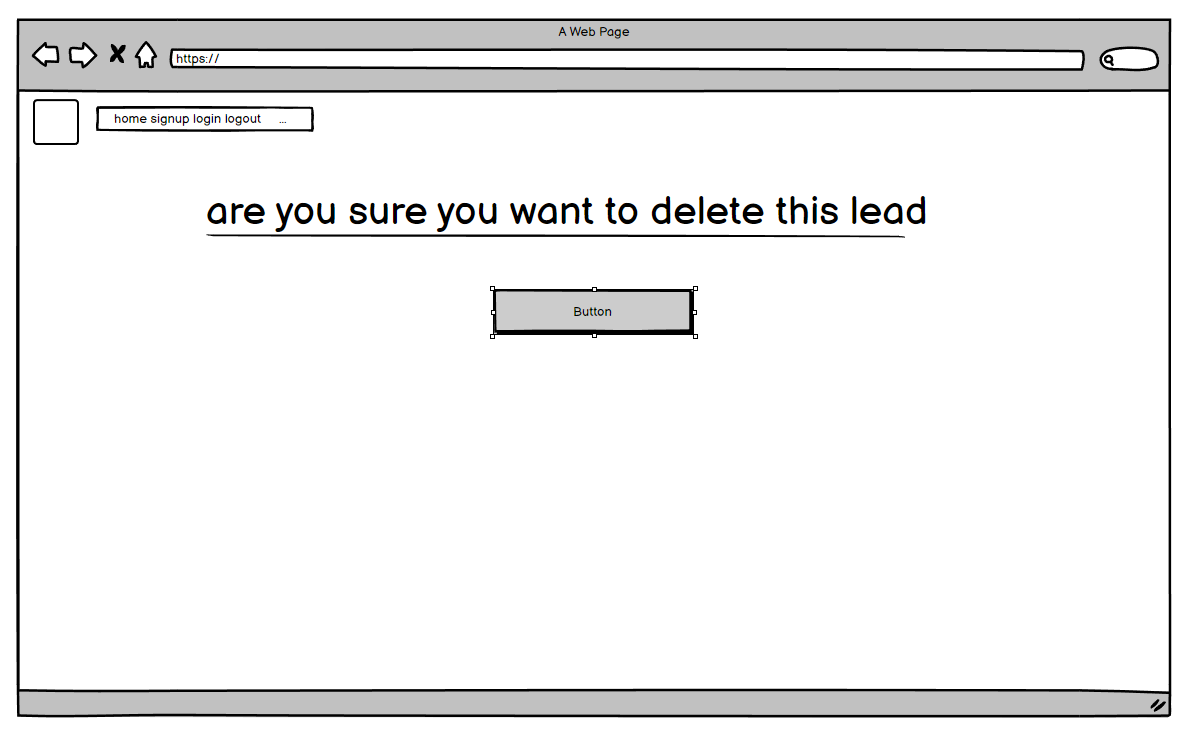 A Web Page
https://
home signup login logout ...
are you sure you want to delete this lead
Button